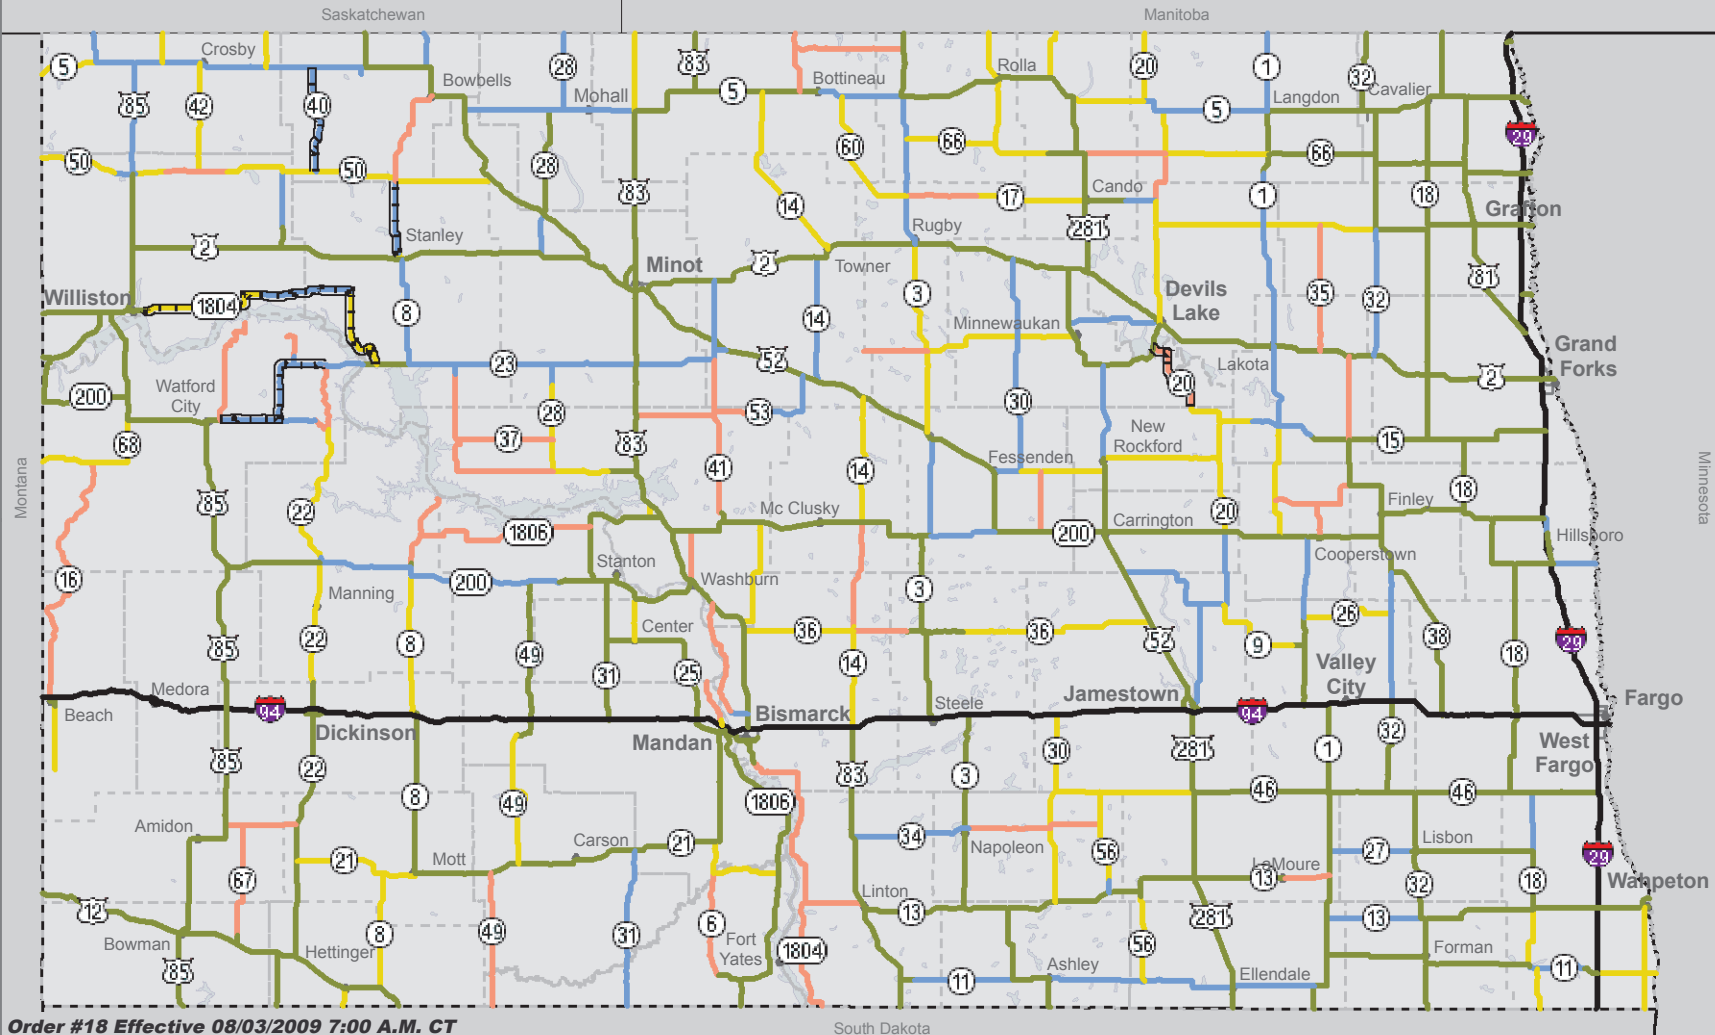 Saskatchewan
Manitoba
Crosby
5
Bowbells
28
83
Bottineau
Rolla
20
1
32
Cavalier
85
42
40
Mohall
5
5
Langdon
29
50
50
28
83
60
66
66
14
17
Cando
1
18
Grafton
281
2
Stanley
Rugby
Minot
2
Towner
81
Williston
1804
8
3
Devils
Lake
35
32
14
Minnewaukan
Grand
Forks
23
52
Lakota
2
200
Watford
City
20
28
53
30
New
Rockford
68
37
83
15
41
14
Fessenden
Montana
Minnesota
85
22
Mc Clusky
20
Finley
18
1806
200
Carrington
Hillsboro
Cooperstown
Stanton
16
200
Washburn
3
Manning
26
22
8
Center
36
36
52
9
38
29
85
49
31
25
14
Valley
City
18
Medora
94
Jamestown
94
Fargo
Beach
Bismarck
Steele
Dickinson
Mandan
32
West
Fargo
85
22
83
3
30
281
1
8
49
1806
46
46
Amidon
Carson
21
34
Napoleon
Lisbon
21
Mott
56
27
29
67
LaMoure
13
32
18
Wahpeton
12
Linton
13
281
13
Bowman
Hettinger
8
49
31
6
Fort
Yates
1804
56
Forman
85
11
Ashley
Ellendale
11
Order #18 Effective 08/03/2009 7:00 A.M. CT
South Dakota